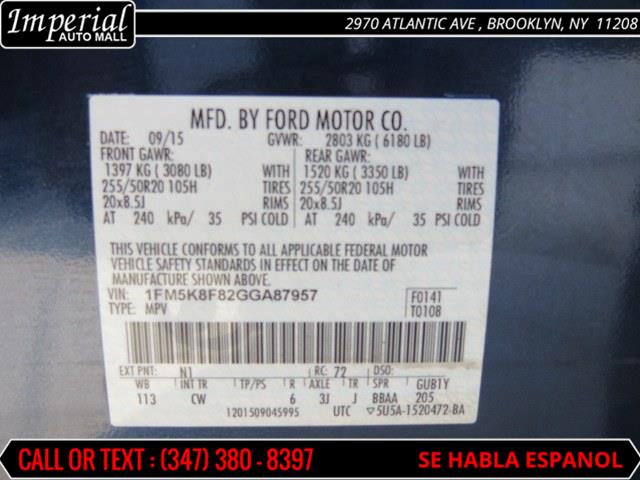 Imperial
AUTO MALL
2970 ATLANTIC AVE , BROOKLYN, NY 11208
MFD. BY FORD MOTOR CO.
DATE: 09/15 GVWR: 2803 KG ( 6180 LB)
FRONT GAWR: REAR GAWR:
1397 KG ( 3080 LB) WITH 1520 KG ( 3350 LB) WITH
255/50R20 105H TIRES 255/50R20 105H TIRES
20x8.5J RIMS 20x8.5J RIMS
AT 240 kPa/ 35 PSI COLD AT 240 kPa/ 35 PSI COLD
THIS VEHICLE CONFORMS TO ALL APPLICABLE FEDERAL MOTOR
VEHICLE SAFETY STANDARDS IN EFFECT ON THE DATE OF
MANUFACTURE SHOWN ABOVE.
VIN: 1FM5K8F82GGA87957 F0141
TYPE: MPV T0108
EXT PNT: N1 RC: 72 DSO:
WB INT TR TP/PS R AXLE TR SPR GUB1Y
113 CW 6 3J J BBAA 205
1201509045995 UTC ▽5U5A-1520472-BA
CALL OR TEXT : (347) 380 - 8397
SE HABLA ESPANOL